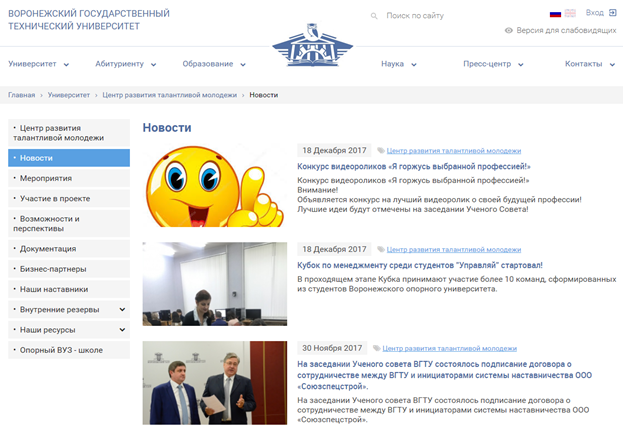 ВОРОНЕЖСКИЙ ГОСУДАРСТВЕННЫЙ
ТЕХНИЧЕСКИЙ УНИВЕРСИТЕТ
Поиск по сайту
Вход
Версия для слабовидящих
Университет
Абитуриенту
Образование
Наука
Пресс-центр
Контакты
Главная › Университет › Центр развития талантливой молодежи › Новости
• Центр развития
талантливой молодежи
• Новости
• Мероприятия
• Участие в проекте
• Возможности и
перспективы
• Документация
• Бизнес-партнеры
• Наши наставники
• Внутренние резервы
• Наши ресурсы
• Опорный ВУЗ - школе
Новости
18 Декабря 2017 Центр развития талантливой молодежи
Конкурс видеороликов «Я горжусь выбранной профессией!»
Конкурс видеороликов «Я горжусь выбранной профессией!»
Внимание!
Объявляется конкурс на лучший видеоролик о своей будущей профессии!
Лучшие идеи будут отмечены на заседании Ученого Совета!
18 Декабря 2017 Центр развития талантливой молодежи
Кубок по менеджменту среди студентов "Управляй" стартовал!
В проходящем этапе Кубка принимают участие более 10 команд, сформированных
из студентов Воронежского опорного университета.
30 Ноября 2017 Центр развития талантливой молодежи
На заседании Ученого совета ВГТУ состоялось подписание договора о
сотрудничестве между ВГТУ и инициаторами системы наставничества ООО
«Союзспецстрой».
На заседании Ученого совета ВГТУ состоялось подписание договора о
сотрудничестве между ВГТУ и инициаторами системы наставничества ООО
«Союзспецстрой».